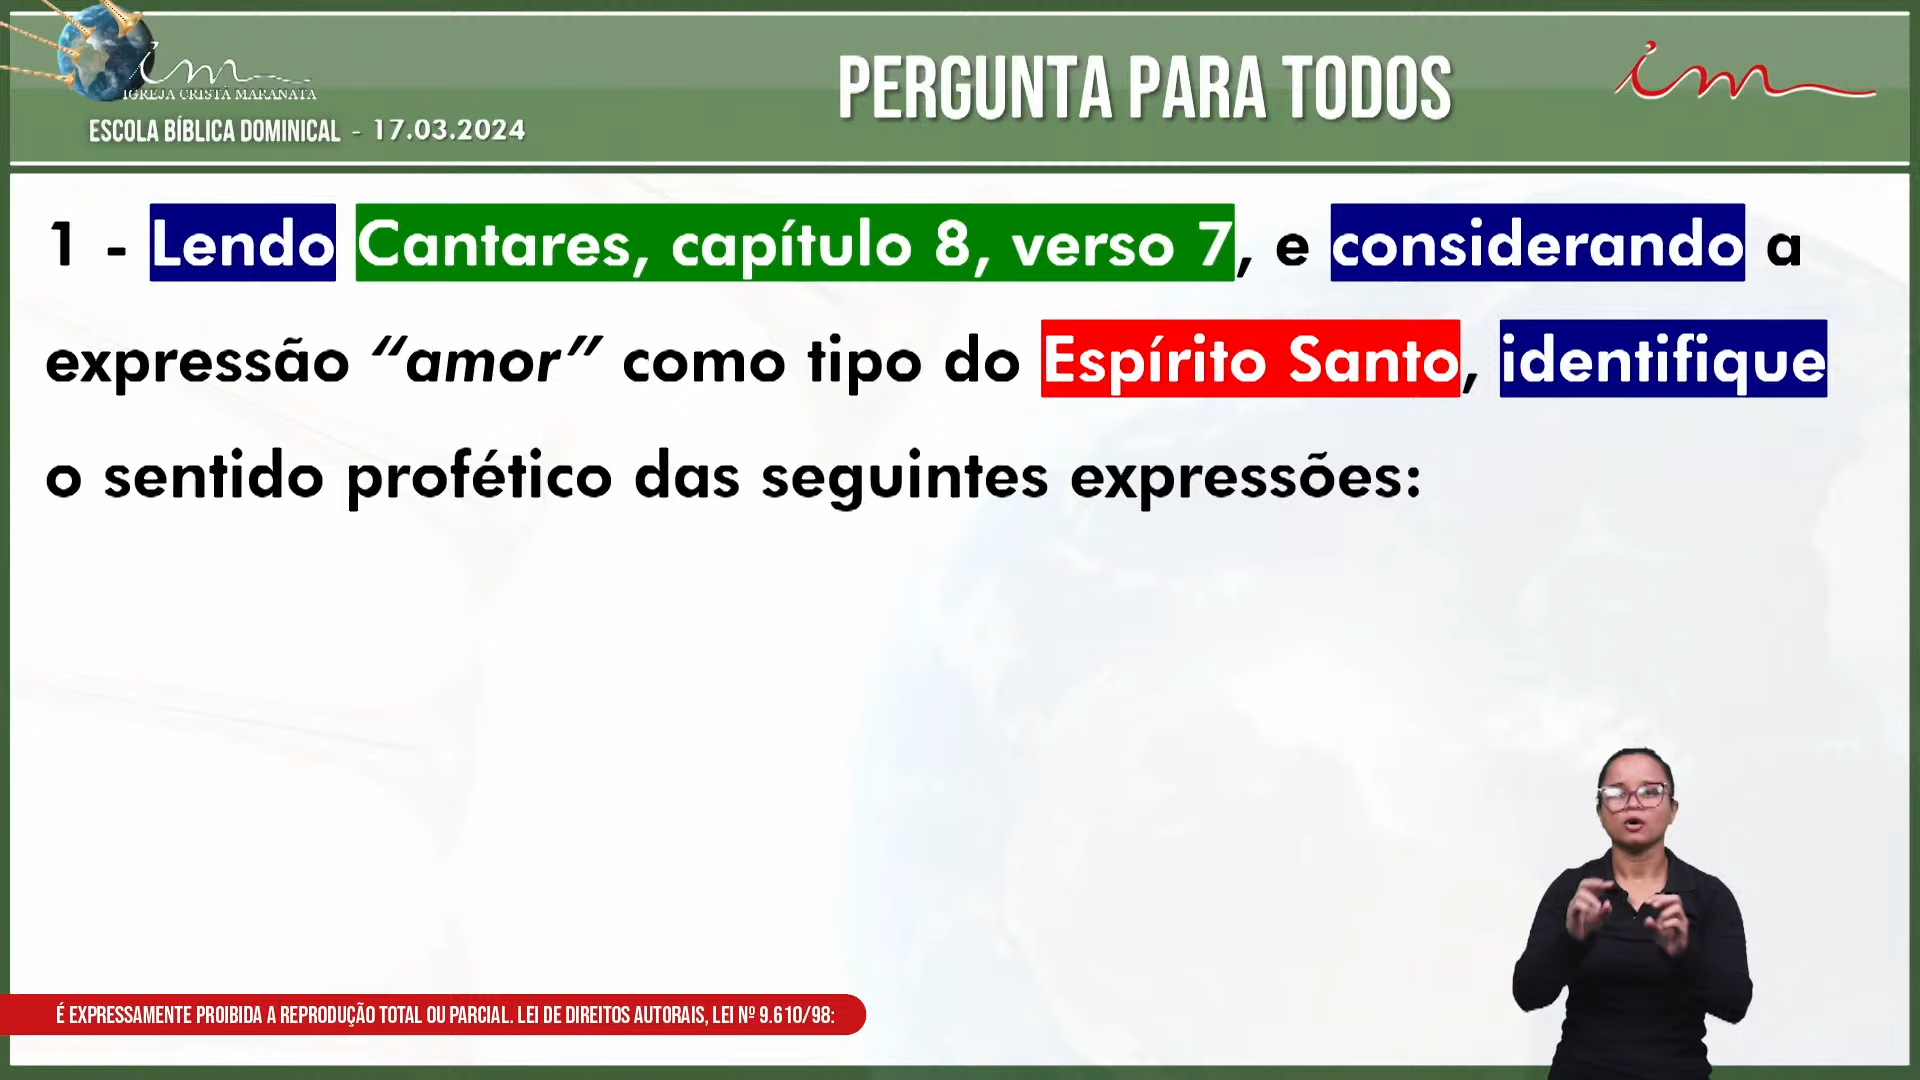 im
IGREJA CRISTÃ MARANATA
ESCOLA BÍBLICA DOMINICAL - 17.03.2024
PERGUNTA PARA TODOS
im
1 - Lendo Cantares, capítulo 8, verso 7, e considerando a
expressão “amor” como tipo do Espírito Santo, identifique
o sentido profético das seguintes expressões:
É EXPRESSAMENTE PROIBIDA A REPRODUÇÃO TOTAL OU PARCIAL. LEI DE DIREITOS AUTORAIS, LEI Nº 9.610/98: